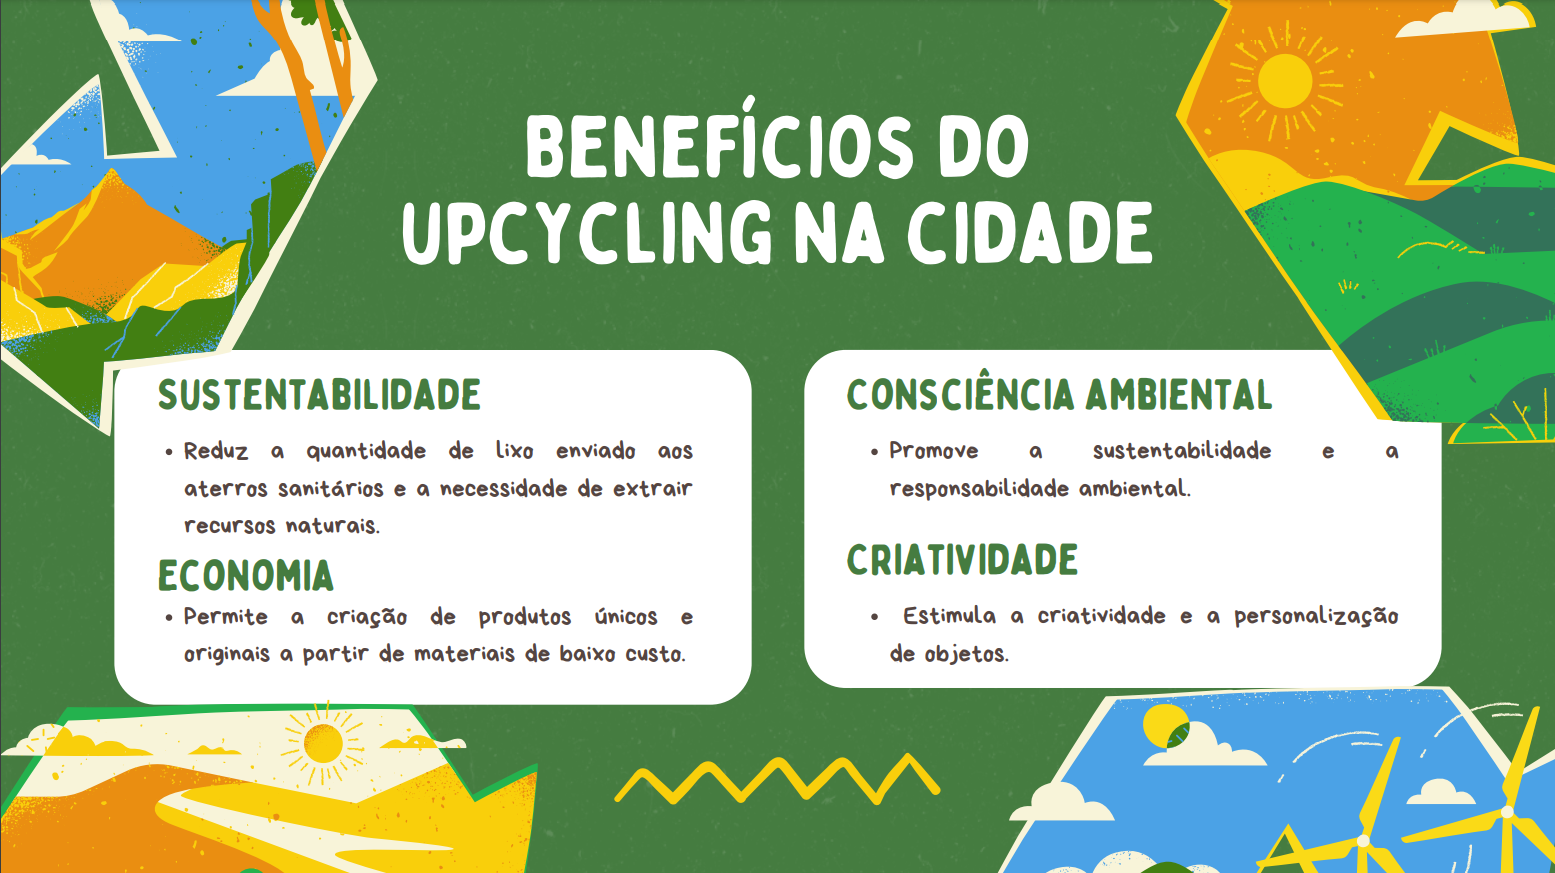 BENEFÍCIOS DO
UPCYCLING NA CIDADE
SUSTENTABILIDADE
• Reduz a quantidade de lixo enviado aos
aterros sanitários e a necessidade de extrair
recursos naturais.
ECONOMIA
• Permite a criação de produtos únicos e
originais a partir de materiais de baixo custo.
CONSCIÊNCIA AMBIENTAL
• Promove a sustentabilidade e a
responsabilidade ambiental.
CRIATIVIDADE
• Estimula a criatividade e a personalização
de objetos.